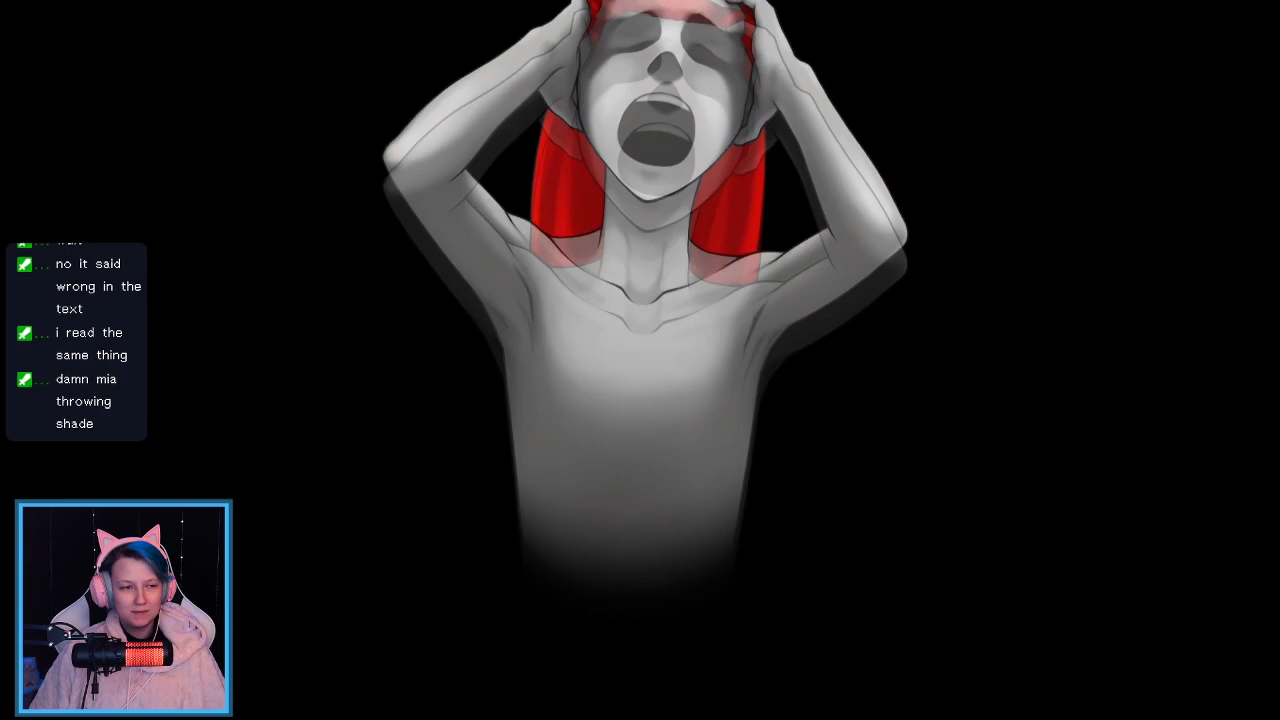 no it said
wrong in the
text
i read the
same thing
damn mia
throwing
shade